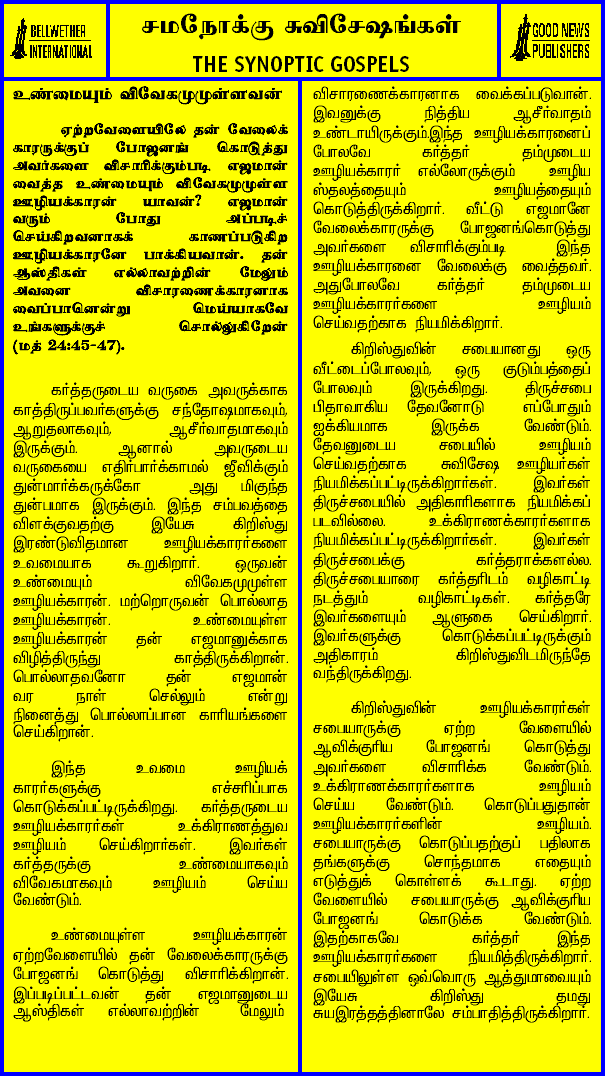 BELLWETHER
INTERNATIONAL
சமநோக்கு சுவிசேஷங்கள்
THE SYNOPTIC GOSPELS
GOOD NEWS
PUBLISHERS
உண்மையும் விவேகமுமுள்ளவன்
ஏற்றவேளையிலே தன் வேலைக்
காரருக்குப் போஜனங் கொடுத்து
அவர்களை விசாரிக்கும்படி, எஜமான்
வைத்த உண்மையும் விவேகமுமுள்ள
ஊழியக்காரன் யாவன்? எஜமான்
வரும் போது அப்படிச்
செய்கிறவனாகக் காணப்படுகிற
ஊழியக்காரனே பாக்கியவான். தன்
ஆஸ்திகள் எல்லாவற்றின் மேலும்
அவனை விசாரணைக்காரனாக
வைப்பானென்று மெய்யாகவே
உங்களுக்குச் சொல்லுகிறேன்
(மத் 24:45-47).
கர்த்தருடைய வருகை அவருக்காக
காத்திருப்பவர்களுக்கு சந்தோஷமாகவும்,
ஆறுதலாகவும், ஆசீர்வாதமாகவும்
இருக்கும். ஆனால் அவருடைய
வருகையை எதிர்பார்க்காமல் ஜீவிக்கும்
துன்மார்க்கருக்கோ அது மிகுந்த
துன்பமாக இருக்கும். இந்த சம்பவத்தை
விளக்குவதற்கு இயேசு கிறிஸ்து
இரண்டுவிதமான ஊழியக்காரர்களை
உவமையாக கூறுகிறார். ஒருவன்
உண்மையும் விவேகமுமுள்ள
ஊழியக்காரன். மற்றொருவன் பொல்லாத
ஊழியக்காரன். உண்மையுள்ள
ஊழியக்காரன் தன் எஜமானுக்காக
விழித்திருந்து காத்திருக்கிறான்.
பொல்லாதவனோ தன் எஜமான்
வர நாள் செல்லும் என்று
நினைத்து பொல்லாப்பான காரியங்களை
செய்கிறான்.
இந்த உவமை ஊழியக்
காரர்களுக்கு எச்சரிப்பாக
கொடுக்கப்பட்டிருக்கிறது. கர்த்தருடைய
ஊழியக்காரர்கள் உக்கிராணத்துவ
ஊழியம் செய்கிறார்கள். இவர்கள்
கர்த்தருக்கு உண்மையாகவும்
விவேகமாகவும் ஊழியம் செய்ய
வேண்டும்.
உண்மையுள்ள ஊழியக்காரன்
ஏற்றவேளையில் தன் வேலைக்காரருக்கு
போஜனங் கொடுத்து விசாரிக்கிறான்.
இப்படிப்பட்டவன் தன் எஜமானுடைய
ஆஸ்திகள் எல்லாவற்றின் மேலும்
விசாரணைக்காரனாக வைக்கப்படுவான்.
இவனுக்கு நித்திய ஆசீர்வாதம்
உண்டாயிருக்கும்.இந்த ஊழியக்காரனைப்
போலவே கர்த்தர் தம்முடைய
ஊழியக்காரர் எல்லோருக்கும் ஊழிய
ஸ்தலத்தையும் ஊழியத்தையும்
கொடுத்திருக்கிறார். வீட்டு எஜமானே
வேலைக்காரருக்கு போஜனங்கொடுத்து
அவர்களை விசாரிக்கும்படி இந்த
ஊழியக்காரனை வேலைக்கு வைத்தவர்.
அதுபோலவே கர்த்தர் தம்முடைய
ஊழியக்காரர்களை ஊழியம்
செய்வதற்காக நியமிக்கிறார்.
கிறிஸ்துவின் சபையானது ஒரு
வீட்டைப்போலவும், ஒரு குடும்பத்தைப்
போலவும் இருக்கிறது. திருச்சபை
பிதாவாகிய தேவனோடு எப்போதும்
ஐக்கியமாக இருக்க வேண்டும்.
தேவனுடைய சபையில் ஊழியம்
செய்வதற்காக சுவிசேஷ ஊழியர்கள்
நியமிக்கப்பட்டிருக்கிறார்கள். இவர்கள்
திருச்சபையில் அதிகாரிகளாக நியமிக்கப்
படவில்லை. உக்கிராணக்காரர்களாக
நியமிக்கப்பட்டிருக்கிறார்கள். இவர்கள்
திருச்சபைக்கு கர்த்தராக்களல்ல.
திருச்சபையாரை கர்த்தரிடம் வழிகாட்டி
நடத்தும் வழிகாட்டிகள். கர்த்தரே
இவர்களையும் ஆளுகை செய்கிறார்.
இவர்களுக்கு கொடுக்கப்பட்டிருக்கும்
அதிகாரம் கிறிஸ்துவிடமிருந்தே
வந்திருக்கிறது.
கிறிஸ்துவின் ஊழியக்காரர்கள்
சபையாருக்கு ஏற்ற வேளையில்
ஆவிக்குரிய போஜனங் கொடுத்து
அவர்களை விசாரிக்க வேண்டும்.
உக்கிராணக்காரர்களாக ஊழியம்
செய்ய வேண்டும். கொடுப்பதுதான்
ஊழியக்காரர்களின் ஊழியம்.
சபையாருக்கு கொடுப்பதற்குப் பதிலாக
தங்களுக்கு சொந்தமாக எதையும்
எடுத்துக் கொள்ளக் கூடாது. ஏற்ற
வேளையில் சபையாருக்கு ஆவிக்குரிய
போஜனங் கொடுக்க வேண்டும்.
இதற்காகவே கர்த்தர் இந்த
ஊழியக்காரர்களை நியமித்திருக்கிறார்.
சபையிலுள்ள ஒவ்வொரு ஆத்துமாவையும்
இயேசு கிறிஸ்து தமது
சுயஇரத்தத்தினாலே சம்பாதித்திருக்கிறார்.